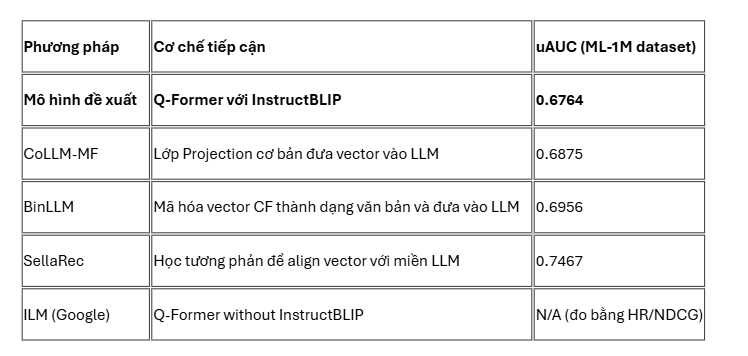 Phương pháp Cơ chế tiếp cận uAUC (ML-1M dataset)
Mô hình đề xuất Q-Former với InstructBLIP 0.6764
CoLLM-MF Lớp Projection cơ bản đưa vector vào LLM 0.6875
BinLLM Mã hóa vector CF thành dạng văn bản và đưa vào LLM 0.6956
SellaRec Học tương phản để align vector với miền LLM 0.7467
ILM (Google) Q-Former without InstructBLIP N/A (đo bằng HR/NDCG)